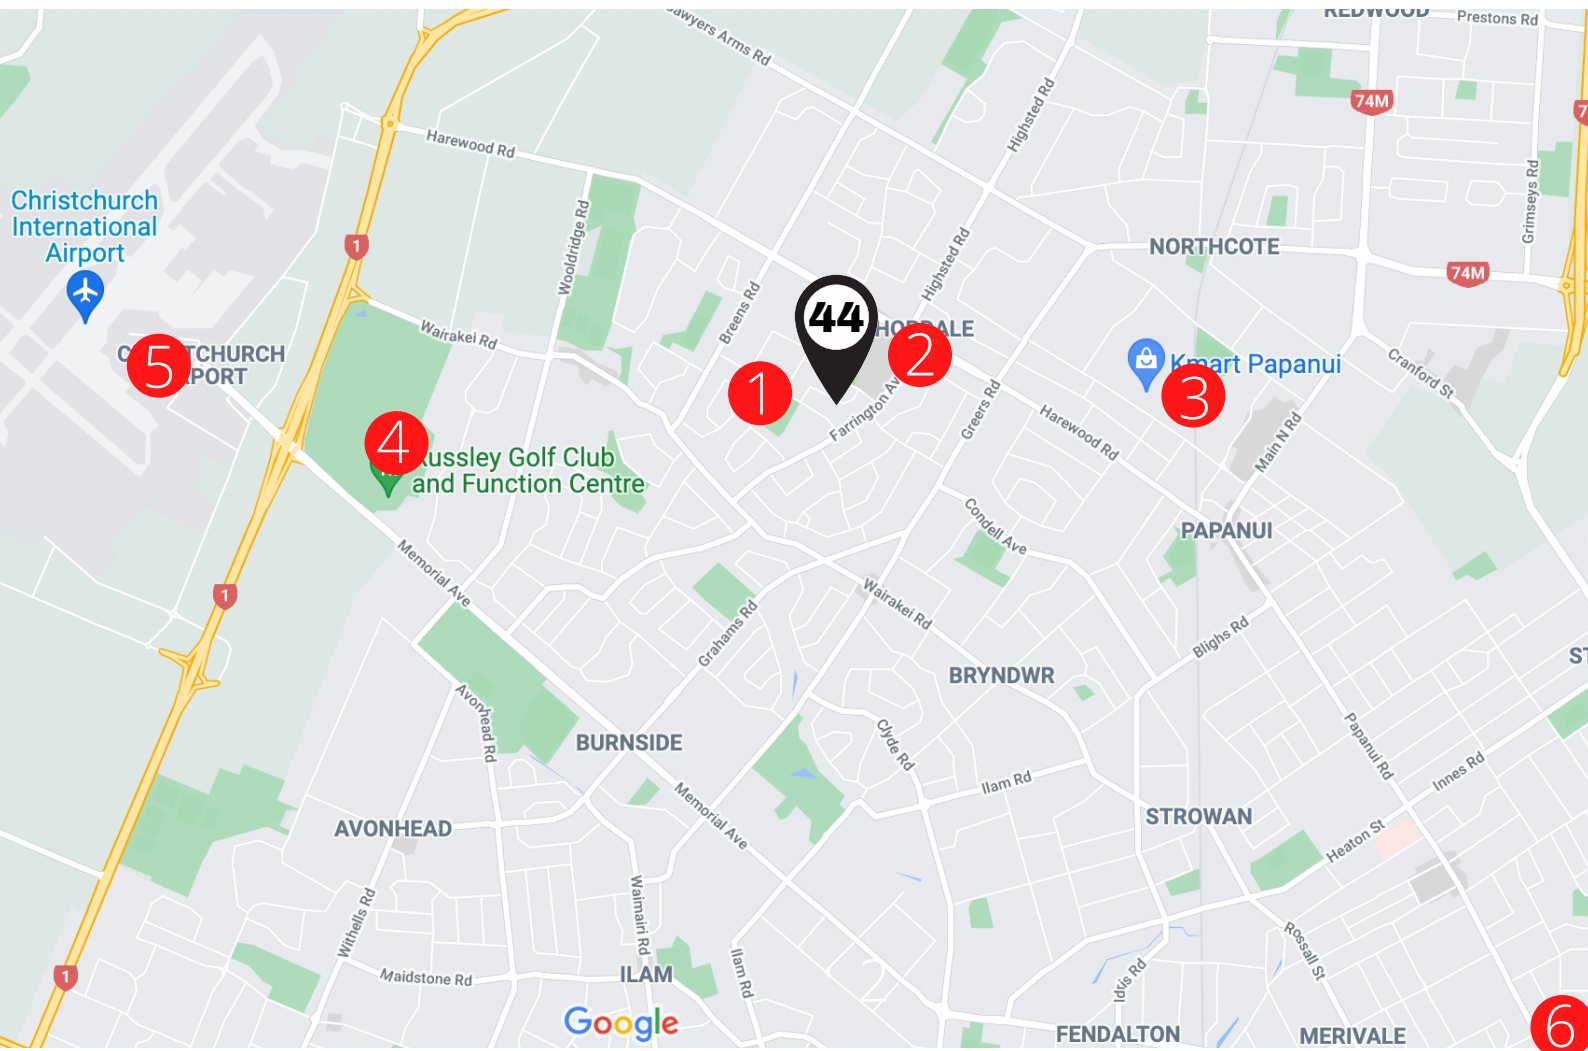 REDWOOD
Prestons Rd
Sawyers Arms Rd
74M
Harewood Rd
Highsted Rd
Christchurch
International
Airport
1
Wooldridge Rd
Grimseys Rd
NORTHCOTE
74M
Highsted Rd
Breens Rd
44
Wairakei Rd
2
Kmart Papanui
5
1
3
Cranford St
Farrington Ave
Greers Rd
Harewood Rd
Main N Rd
4
Russley Golf Club
and Function Centre
Condell Ave
PAPANUI
Memorial Ave
1
Wairakei Rd
Grahams Rd
Blighs Rd
BRYNDWR
Avonhead Rd
BURNSIDE
Clyde Rd
Papanui Rd
Innes Rd
Ilam Rd
Memorial Ave
STROWAN
AVONHEAD
Heaton St
Waimairi Rd
Withells Rd
Rossall St
1
Maidstone Rd
ILAM
Ilam Rd
2
Idris Rd
Google
FENDALTON
MERIVALE
6